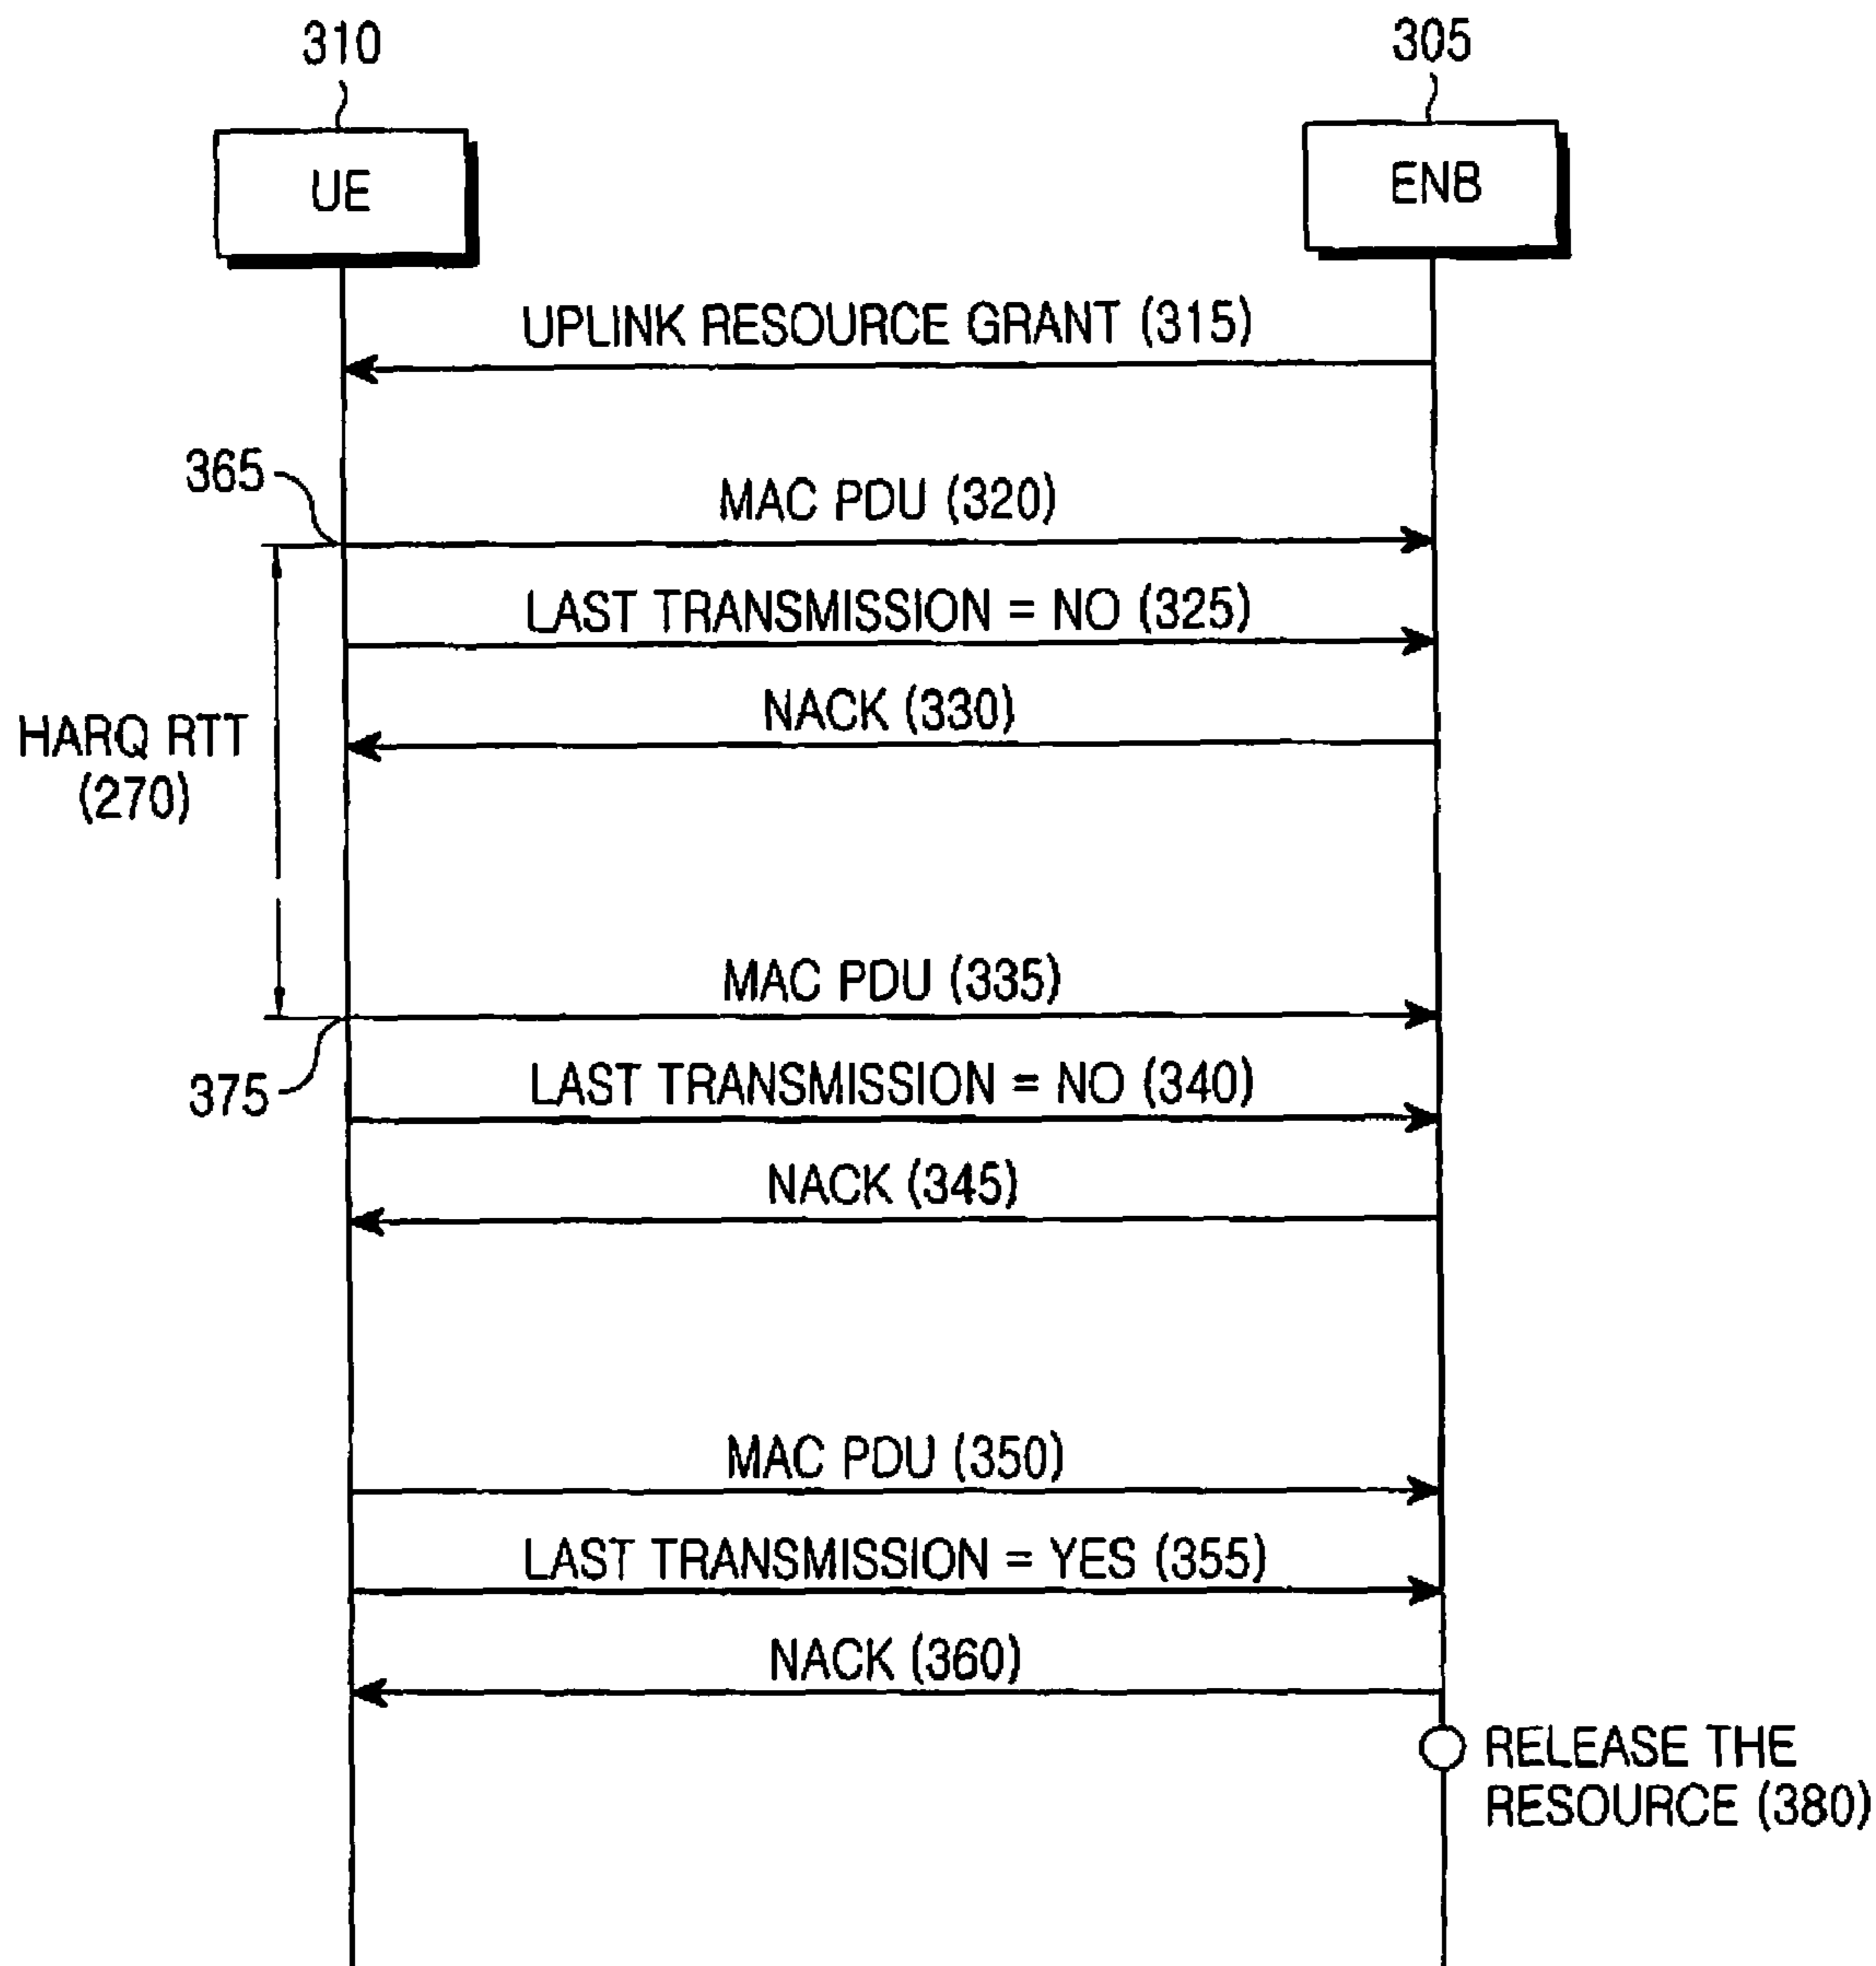 310
305
UE
ENB
UPLINK RESOURCE GRANT (315)
365
MAC PDU (320)
LAST TRANSMISSION = NO (325)
NACK (330)
HARQ RTT
(270)
MAC PDU (335)
375
LAST TRANSMISSION = NO (340)
NACK (345)
MAC PDU (350)
LAST TRANSMISSION = YES (355)
NACK (360)
RELEASE THE
RESOURCE (380)